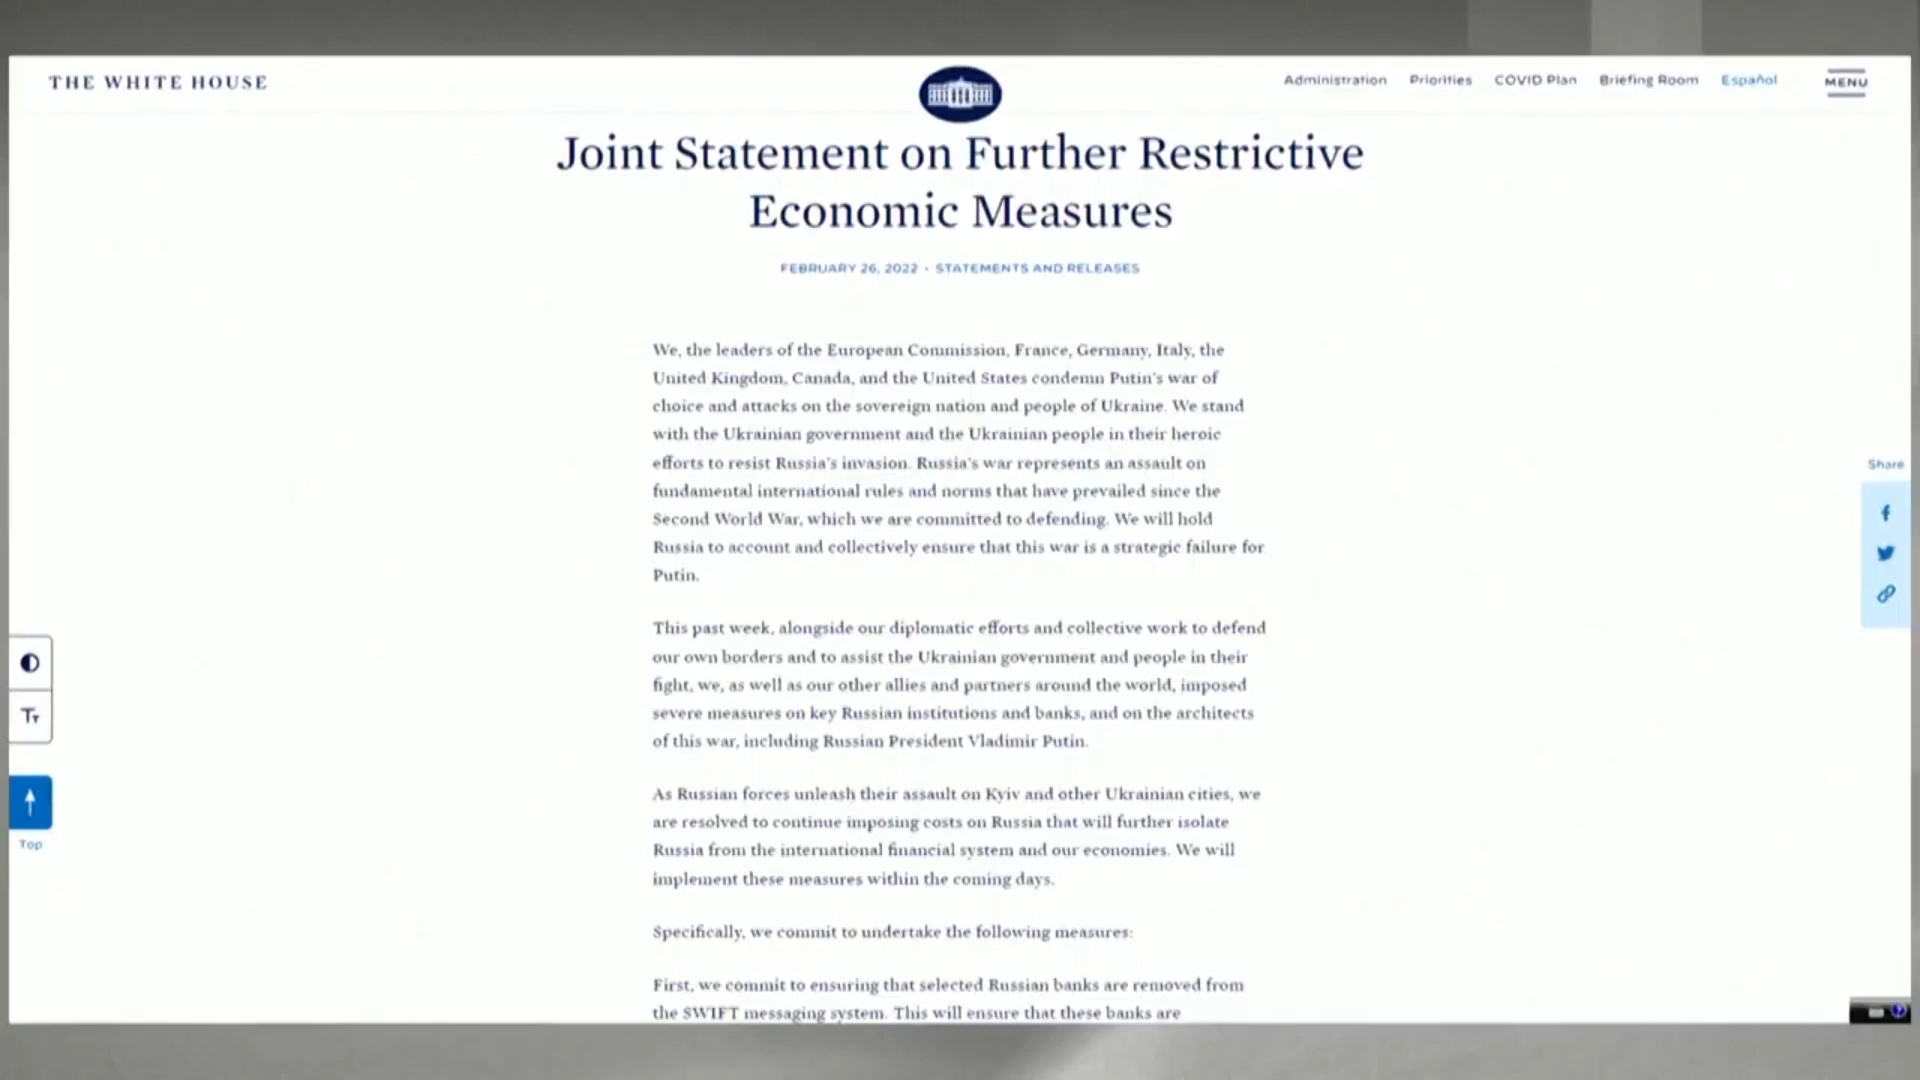 THE WHITE HOUSE
Administration Priorities COVID Plan Briefing Room Español MENU
Joint Statement on Further Restrictive
Economic Measures
FEBRUARY 26, 2022 • STATEMENTS AND RELEASES
We, the leaders of the European Commission, France, Germany, Italy, the
United Kingdom, Canada, and the United States condemn Putin's war of
choice and attacks on the sovereign nation and people of Ukraine. We stand
with the Ukrainian government and the Ukrainian people in their heroic
efforts to resist Russia's invasion. Russia's war represents an assault on
fundamental international rules and norms that have prevailed since the
Second World War, which we are committed to defending. We will hold
Russia to account and collectively ensure that this war is a strategic failure for
Putin.
This past week, alongside our diplomatic efforts and collective work to defend
our own borders and to assist the Ukrainian government and people in their
fight, we, as well as our other allies and partners around the world, imposed
severe measures on key Russian institutions and banks, and on the architects
of this war, including Russian President Vladimir Putin.
As Russian forces unleash their assault on Kyiv and other Ukrainian cities, we
are resolved to continue imposing costs on Russia that will further isolate
Russia from the international financial system and our economies. We will
implement these measures within the coming days.
Specifically, we commit to undertake the following measures:
First, we commit to ensuring that selected Russian banks are removed from
the SWIFT messaging system. This will ensure that these banks are
Share
Tт
Top